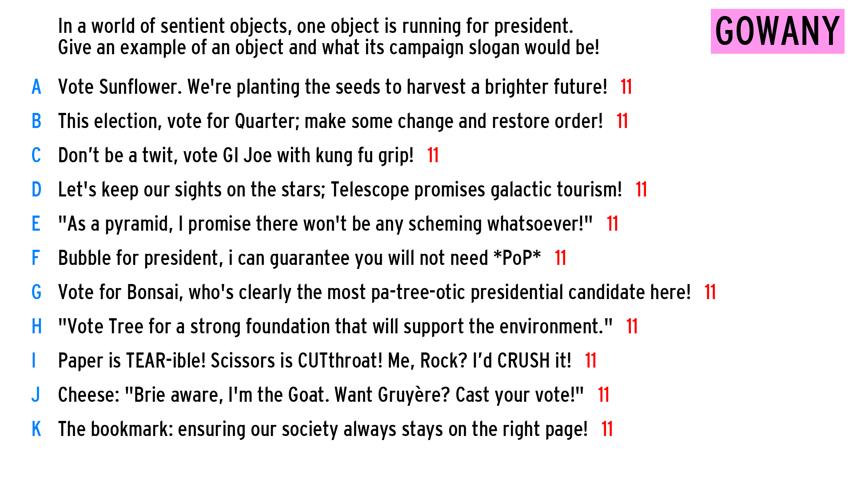 In a world of sentient objects, one object is running for president.
Give an example of an object and what its campaign slogan would be!
GOWANY
A Vote Sunflower. We're planting the seeds to harvest a brighter future! 11
B This election, vote for Quarter; make some change and restore order! 11
C Don’t be a twit, vote GI Joe with kung fu grip! 11
D Let's keep our sights on the stars; Telescope promises galactic tourism! 11
E "As a pyramid, I promise there won't be any scheming whatsoever!" 11
F Bubble for president, i can guarantee you will not need *PoP* 11
G Vote for Bonsai, who's clearly the most pa-tree-otic presidential candidate here! 11
H "Vote Tree for a strong foundation that will support the environment." 11
I Paper is TEAR-ible! Scissors is CUTthroat! Me, Rock? I’d CRUSH it! 11
J Cheese: "Brie aware, I'm the Goat. Want Gruyère? Cast your vote!" 11
K The bookmark: ensuring our society always stays on the right page! 11